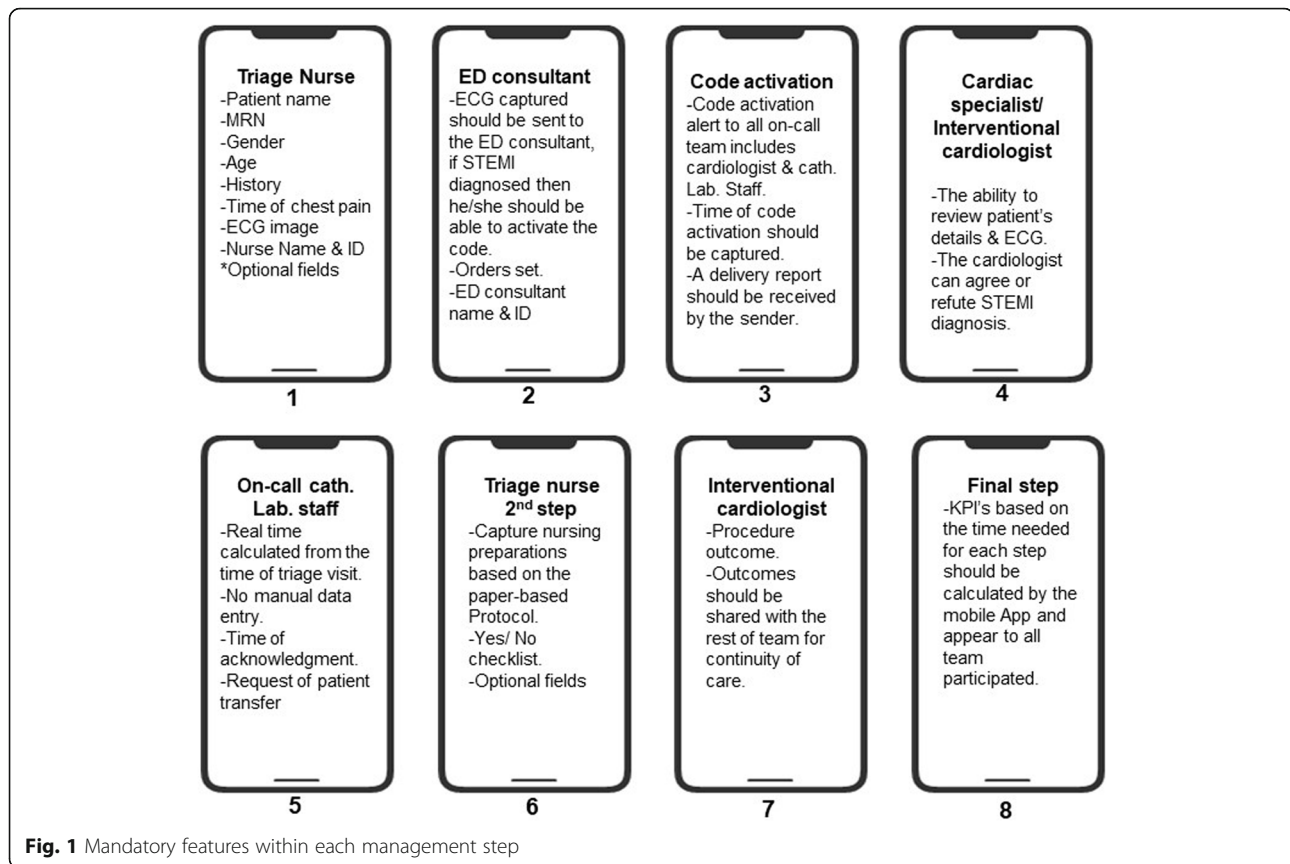 Triage Nurse
-Patient name
-MRN
-Gender
-Age
-History
-Time of chest pain
-ECG image
-Nurse Name & ID
*Optional fields
1
ED consultant
-ECG captured
should be sent to
the ED consultant,
if STEMI
diagnosed then
he/she should be
able to activate the
code.
-Orders set.
-ED consultant
name & ID
2
Code activation
-Code activation
alert to all on-call
team includes
cardiologist & cath.
Lab. Staff.
-Time of code
activation should
be captured.
-A delivery report
should be received
by the sender.
3
Cardiac
specialist/
Interventional
cardiologist
-The ability to
review patient's
details & ECG.
-The cardiologist
can agree or
refute STEMI
diagnosis.
4
On-call cath.
Lab. staff
-Real time
calculated from the
time of triage visit.
-No manual data
entry.
-Time of
acknowledgment.
-Request of patient
transfer
5
Triage nurse
2nd step
-Capture nursing
preparations
based on the
paper-based
Protocol.
-Yes/ No
checklist.
-Optional fields
6
Interventional
cardiologist
-Procedure
outcome.
-Outcomes
should be
shared with the
rest of team for
continuity of
care.
7
Final step
-KPI's based on
the time needed
for each step
should be
calculated by the
mobile App and
appear to all
team
participated.
8
Fig. 1 Mandatory features within each management step